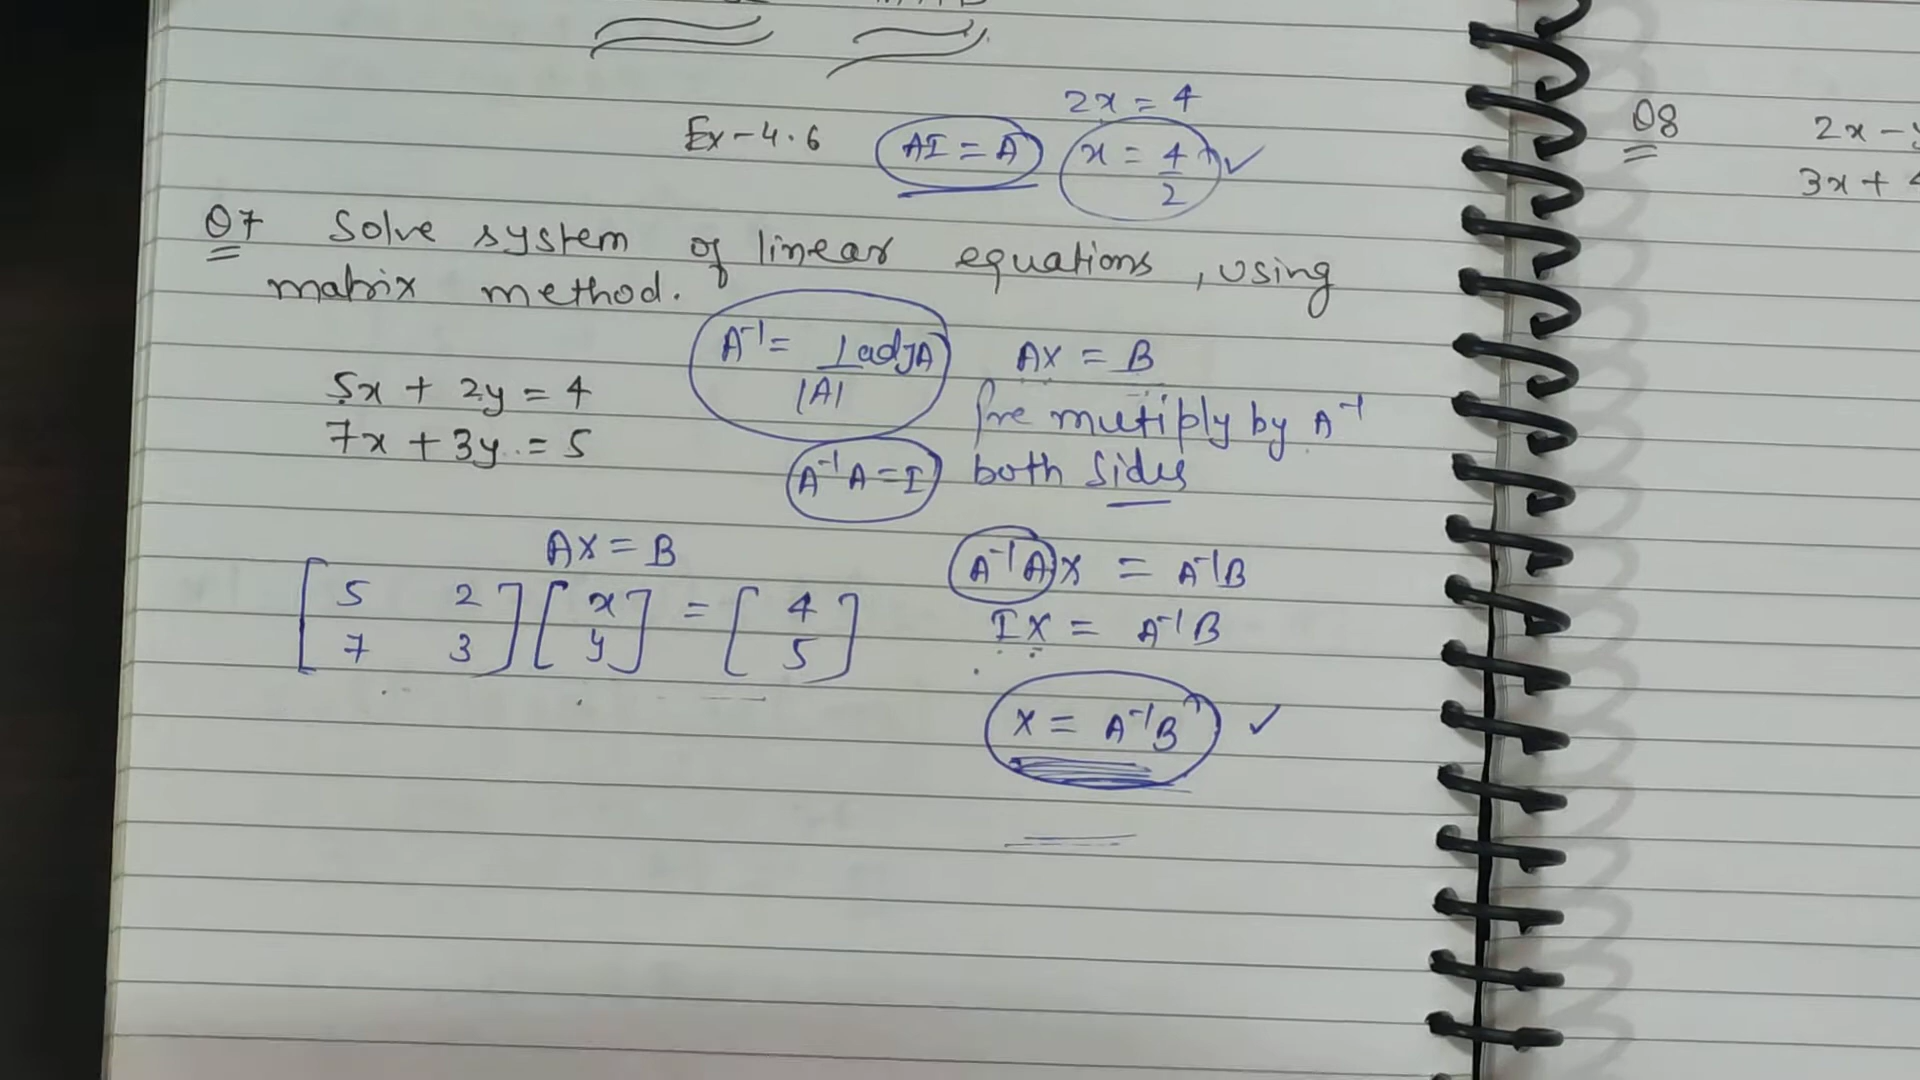 2x = 4
Ex-4.6 AI = A x = 4/2
Q7 Solve system of linear equations, using
matrix method.
A⁻¹ = 1/|A| adjA
AX = B
5x + 2y = 4
Pre mutiply by A⁻¹
7x + 3y = 5
A⁻¹A = I
both sides
AX = B
[5 2] [x] = [4]
[7 3] [y] [5]
A⁻¹AX = A⁻¹B
IX = A⁻¹B
X = A⁻¹B
Q8 2x -
3x +